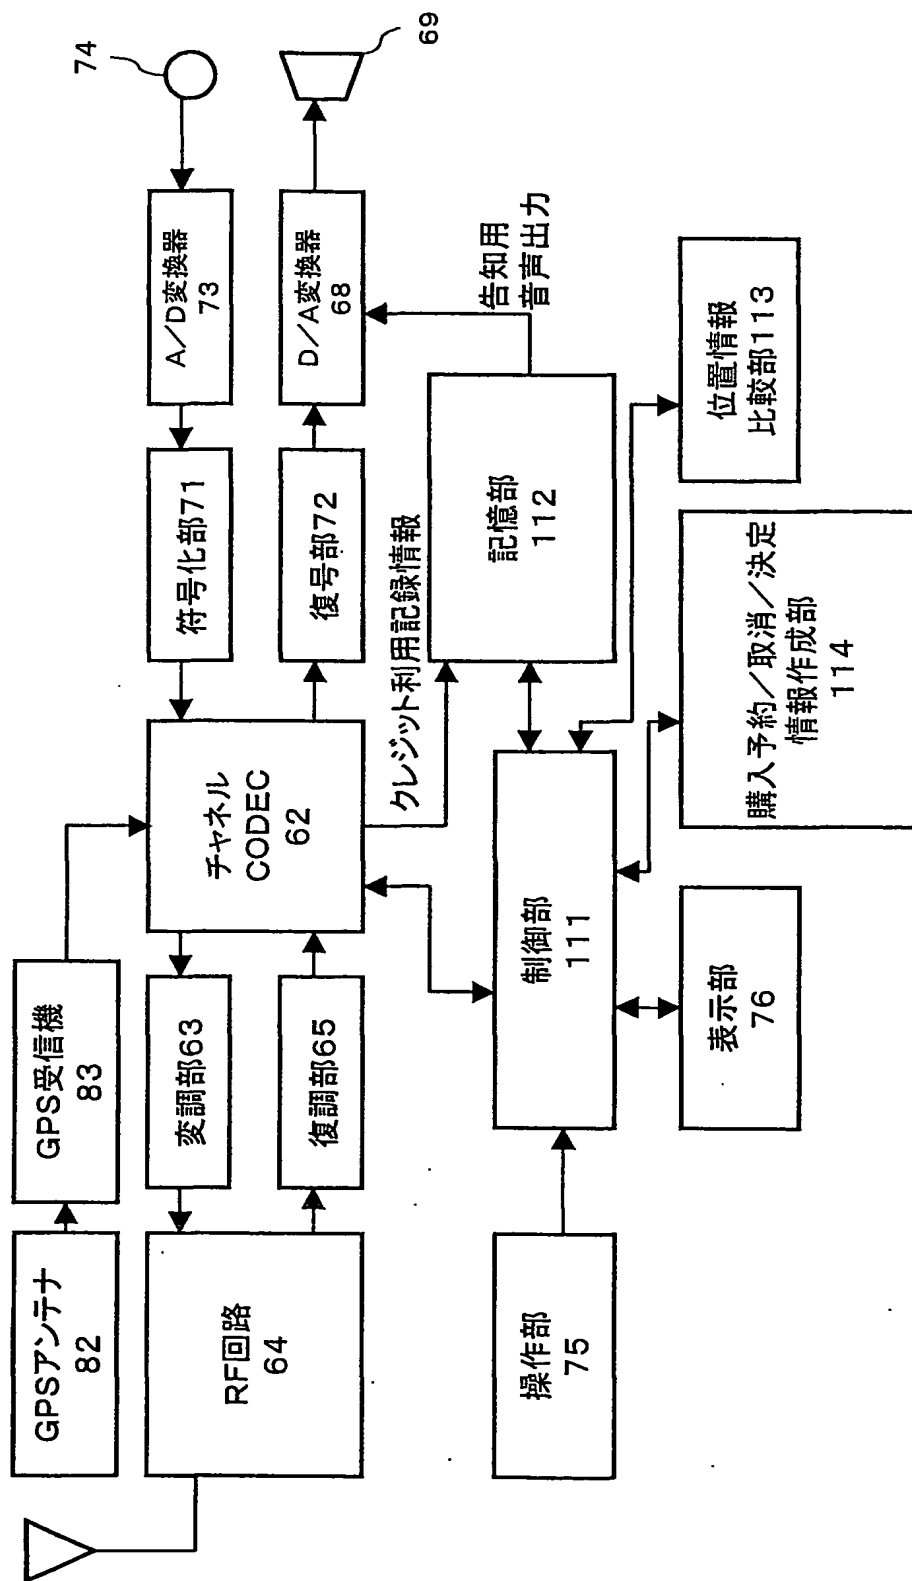 GPSアンテナ
82
GPS受信機
83
RF回路
64
変調部63
復調部65
チャネル
CODEC
62
符号化部71
復号部72
A/D変換器
73
D/A変換器
68
74
69
クレジット利用記録情報
告知用
音声出力
操作部
75
制御部
111
記憶部
112
表示部
76
購入予約/取消/決定
情報作成部
114
位置情報
比較部113